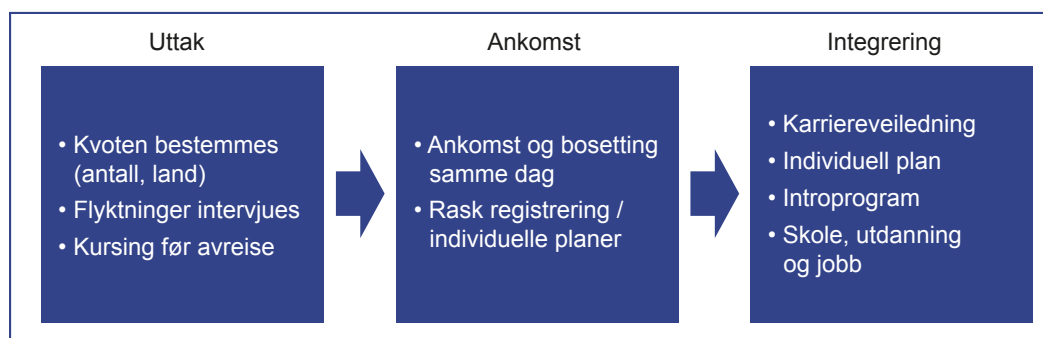 Uttak
• Kvoten bestemmes
(antall, land)
• Flyktninger intervjues
• Kursing før avreise
Ankomst
• Ankomst og bosetting
samme dag
• Rask registrering /
individuelle planer
Integrering
• Karriereveiledning
• Individuell plan
• Introprogram
• Skole, utdanning
og jobb